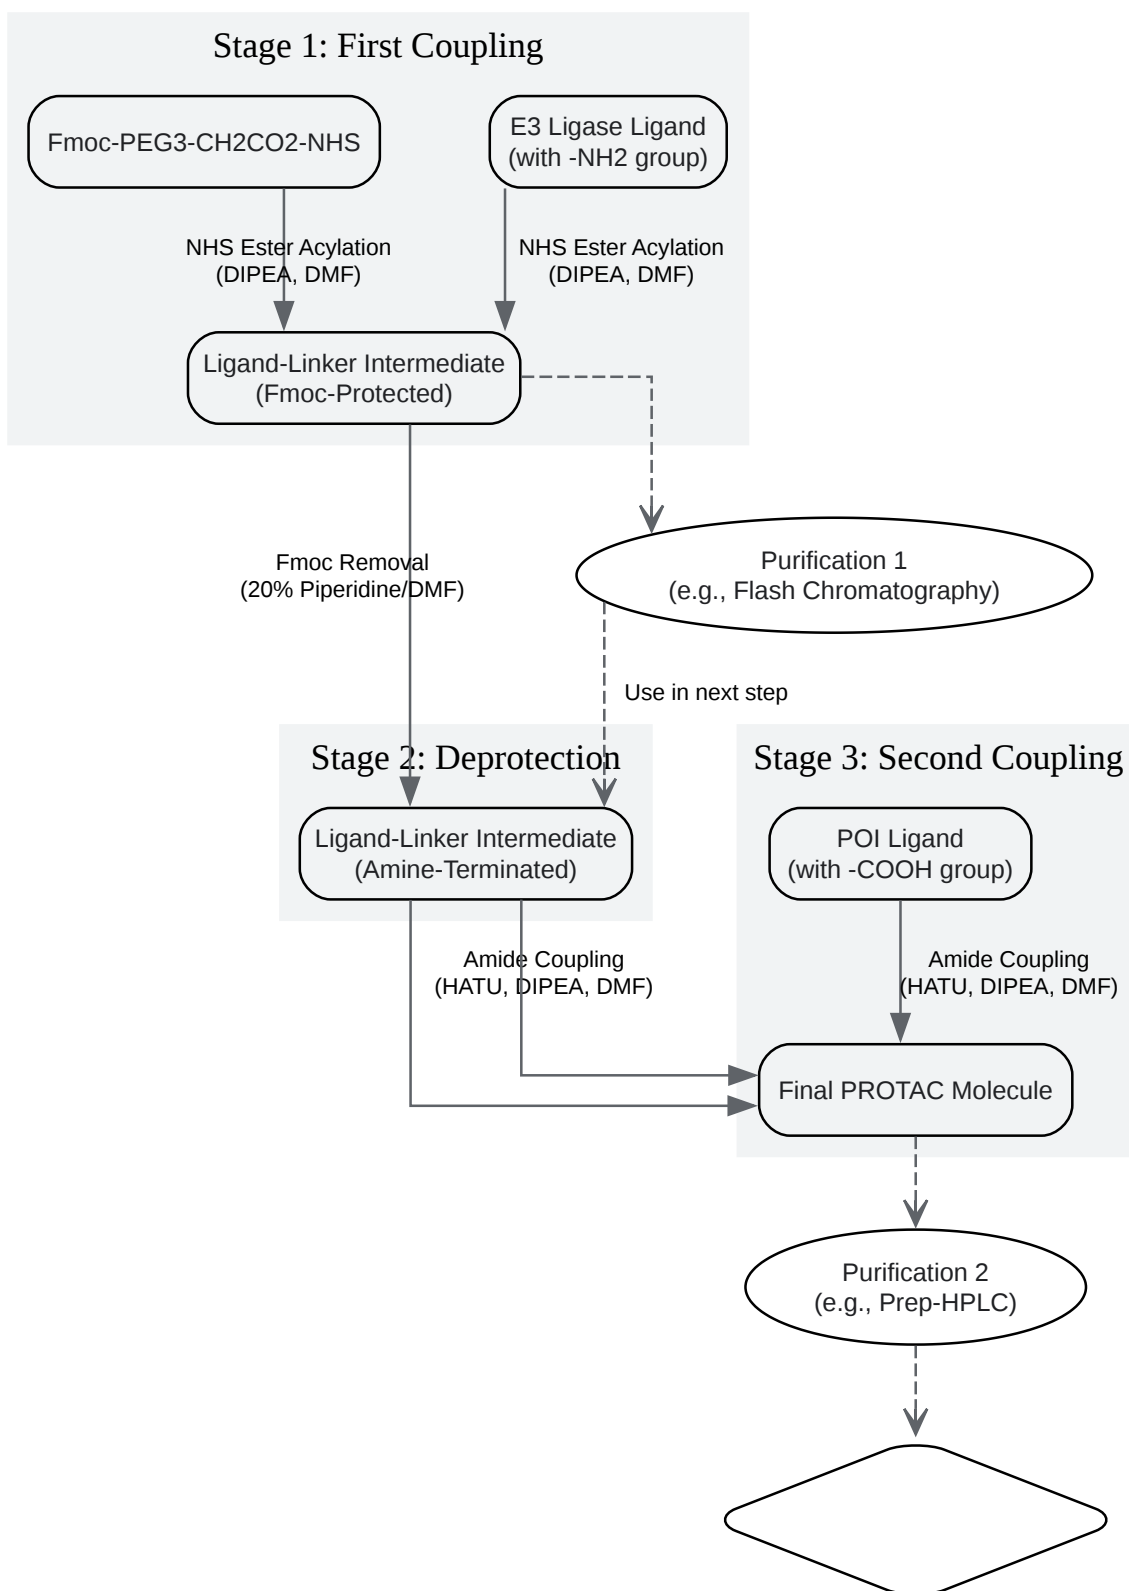 Stage 1: First Coupling
Fmoc-PEG3-CH2CO2-NHS
E3 Ligase Ligand
(with -NH2 group)
NHS Ester Acylation
(DIPEA, DMF)
NHS Ester Acylation
(DIPEA, DMF)
Ligand-Linker Intermediate
(Fmoc-Protected)
Fmoc Removal
(20% Piperidine/DMF)
Purification 1
(e.g., Flash Chromatography)
Use in next step
Stage 2: Deprotection
Stage 3: Second Coupling
Ligand-Linker Intermediate
(Amine-Terminated)
POI Ligand
(with -COOH group)
Amide Coupling
(HATU, DIPEA, DMF)
Amide Coupling
(HATU, DIPEA, DMF)
Final PROTAC Molecule
Purification 2
(e.g., Prep-HPLC)